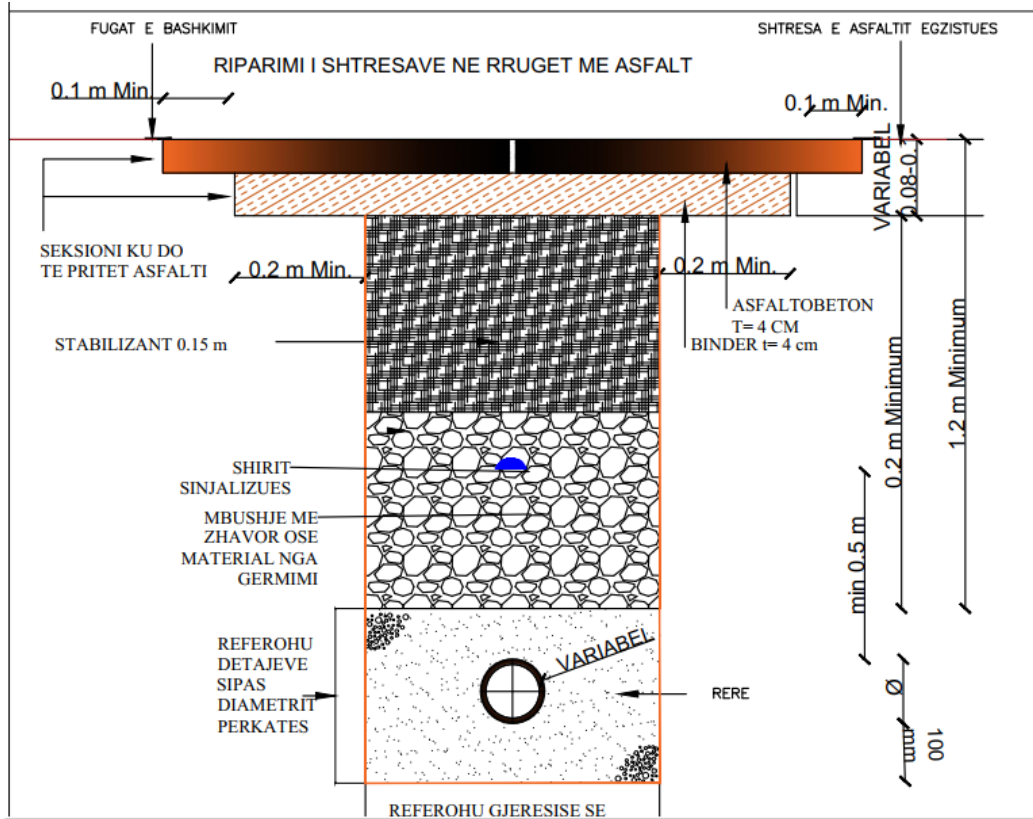 FUGAT E BASHKIMIT
SHTRESA E ASFALTIT EGZISTUES
RIPARIMI I SHTRESAVE NE RRUGET ME ASFALT
0.1 m Min.
0.1 m Min.
VARIABEL
0.08-0.
SEKSIONI KU DO
TE PRITET ASFALTI
0.2 m Min.
0.2 m Min.
ASFALTOBETON
T= 4 CM
BINDER t= 4 cm
STABILIZANT 0.15 m
0.2 m Minimum
1.2 m Minimum
SHIRIT
SINJALIZUES
MBUSHJE ME
ZHAVOR OSE
MATERIAL NGA
GERMIMI
min 0.5 m
REFEROHU
DETAJEVE
SIPAS
DIAMETRIT
PERKATES
VARIABEL
RERE
Ø
100
mm
REFEROHU GJERESISE SE